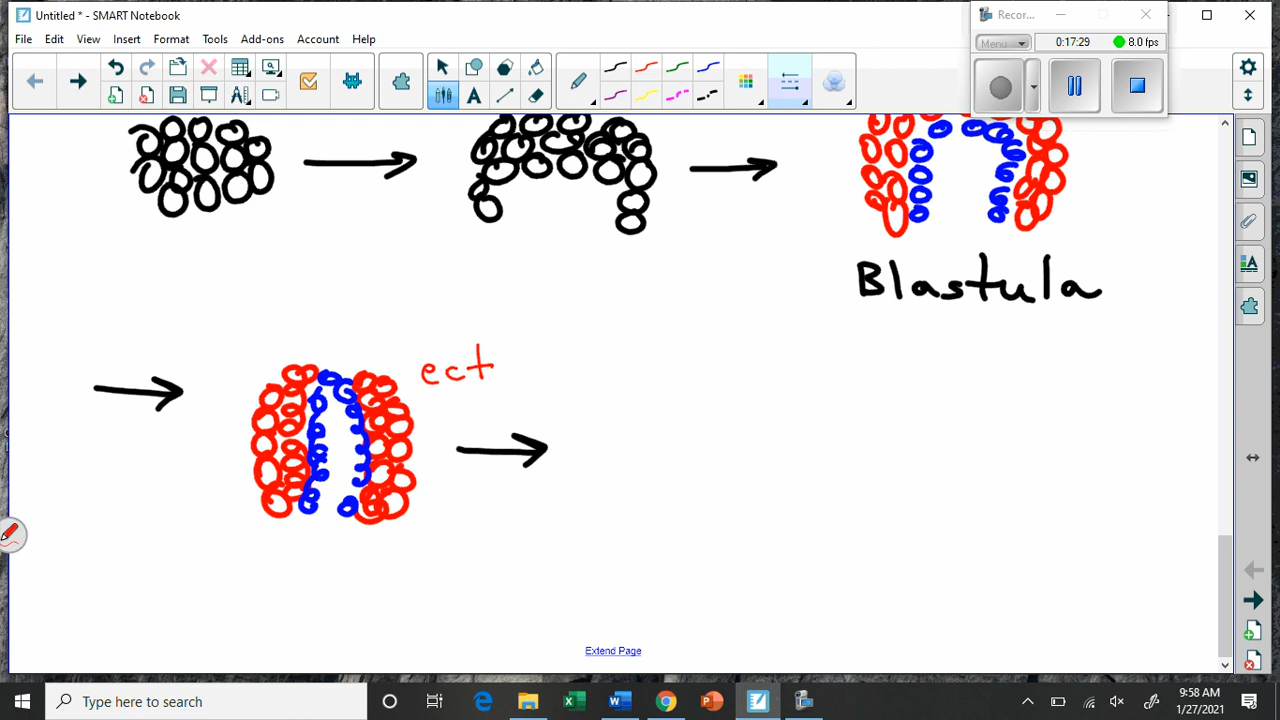 Untitled * - SMART Notebook
Recor...
File Edit View Insert Format Tools Add-ons Account Help
Menu
0:17:29
8.0 fps
Blastula
ect
Extend Page
Type here to search
9:58 AM
1/27/2021